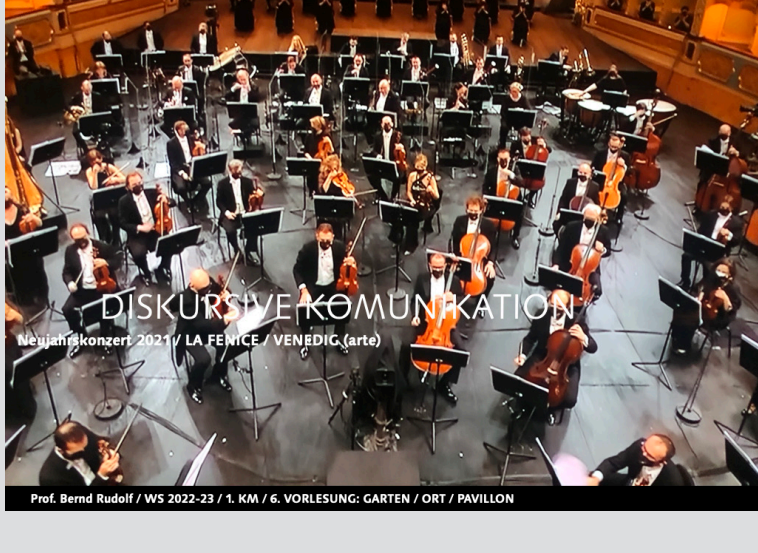 DISKURSIVE KOMUNIKATION
Neujahrskonzert 2021 / LA FENICE / VENEDIG (arte)
Prof. Bernd Rudolf / WS 2022-23 / 1. KM / 6. VORLESUNG: GARTEN / ORT / PAVILLON